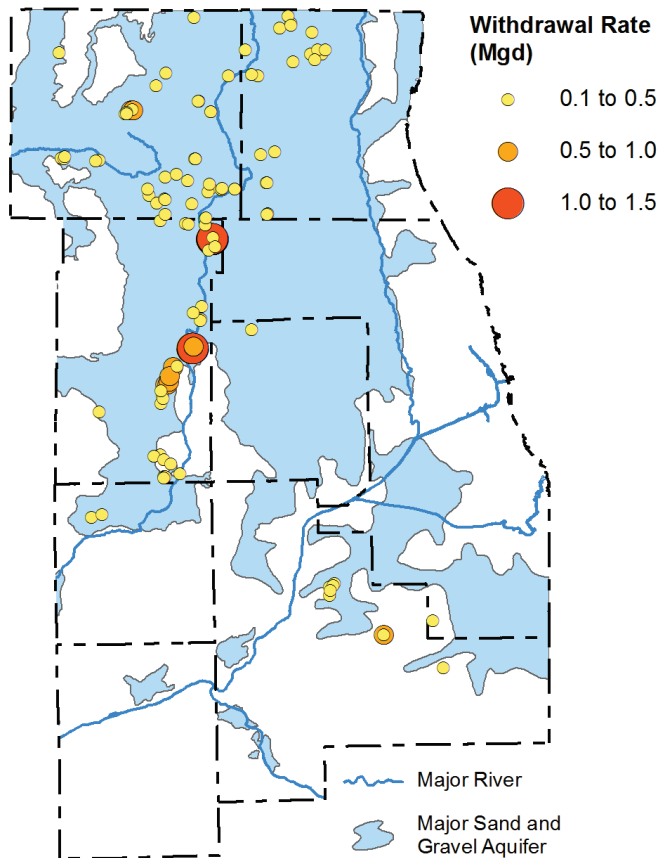 Withdrawal Rate
(Mgd)
0.1 to 0.5
0.5 to 1.0
1.0 to 1.5
Major River
Major Sand and
Gravel Aquifer